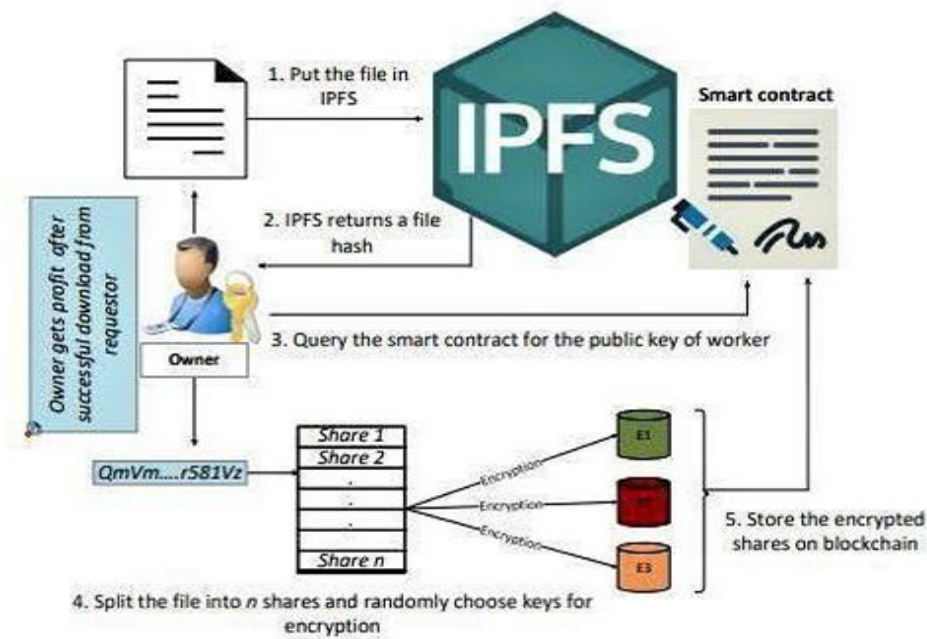 1. Put the file in
IPFS
IPFS
Smart contract
2. IPFS returns a file
hash
Owner gets profit after
successful download from
requestor
3. Query the smart contract for the public key of worker
Owner
QmVm....r581Vz
Share 1
Share 2
.
.
.
Share n
Encryption
Encryption
Encryption
E1
E3
5. Store the encrypted
shares on blockchain
4. Split the file into n shares and randomly choose keys for
encryption